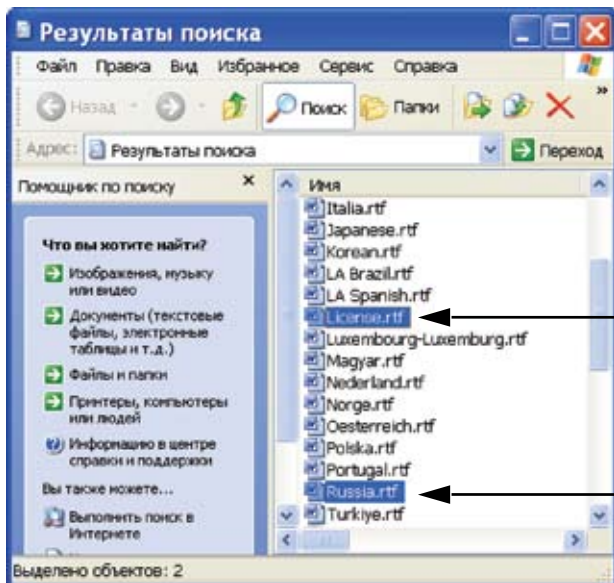 Результаты поиска
Файл Правка Вид Избранное Сервис Справка
Назад Поиск Папки »
Адрес: Результаты поиска Переход
Помощник по поиску ×
Что вы хотите найти?
Изображения, музыку
или видео
Документы (текстовые
файлы, электронные
таблицы и т.д.)
Файлы и папки
Принтеры, компьютеры
или людей
Информацию в центре
справки и поддержки
Вы также можете...
Выполнить поиск в
Интернете
Имя
Italia.rtf
Japanese.rtf
Korean.rtf
LA Brazil.rtf
LA Spanish.rtf
License.rtf
Luxembourg-Luxemburg.rtf
Magyar.rtf
Nederland.rtf
Norge.rtf
Oesterreich.rtf
Polska.rtf
Portugal.rtf
Russia.rtf
Turkiye.rtf
Выделено объектов: 2